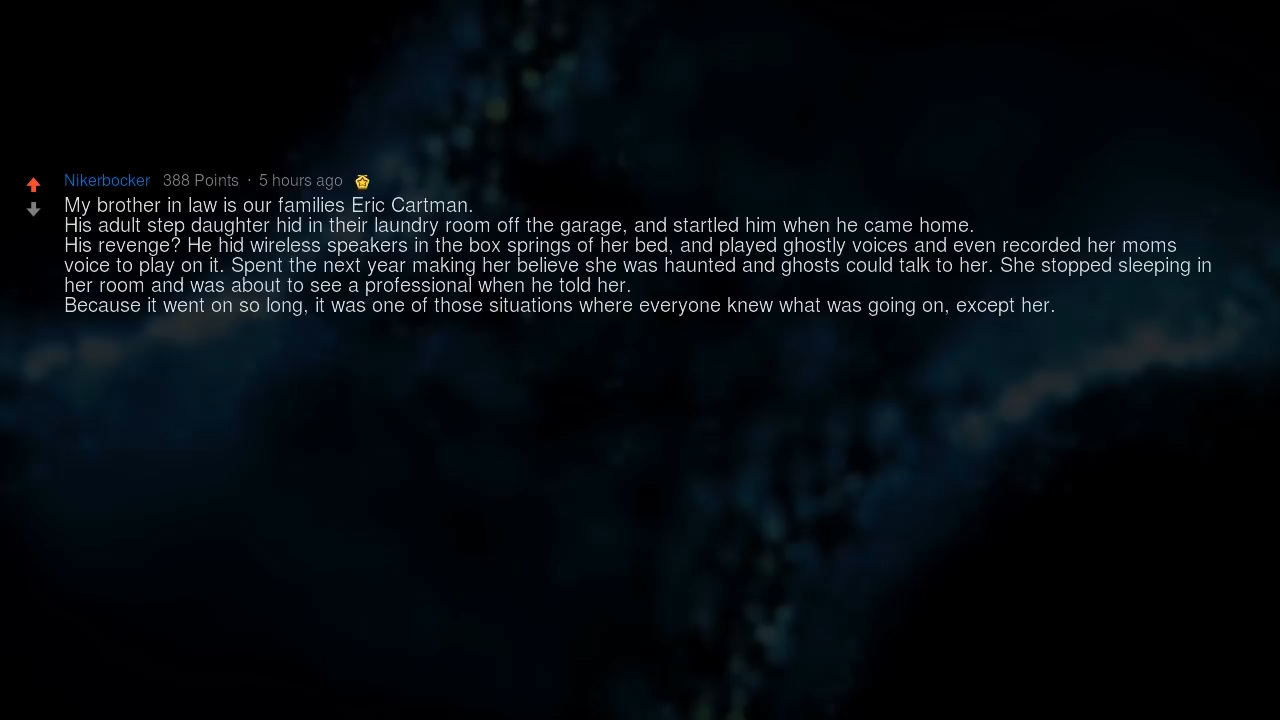 Nikerbocker 388 Points · 5 hours ago
My brother in law is our families Eric Cartman.
His adult step daughter hid in their laundry room off the garage, and startled him when he came home.
His revenge? He hid wireless speakers in the box springs of her bed, and played ghostly voices and even recorded her moms
voice to play on it. Spent the next year making her believe she was haunted and ghosts could talk to her. She stopped sleeping in
her room and was about to see a professional when he told her.
Because it went on so long, it was one of those situations where everyone knew what was going on, except her.